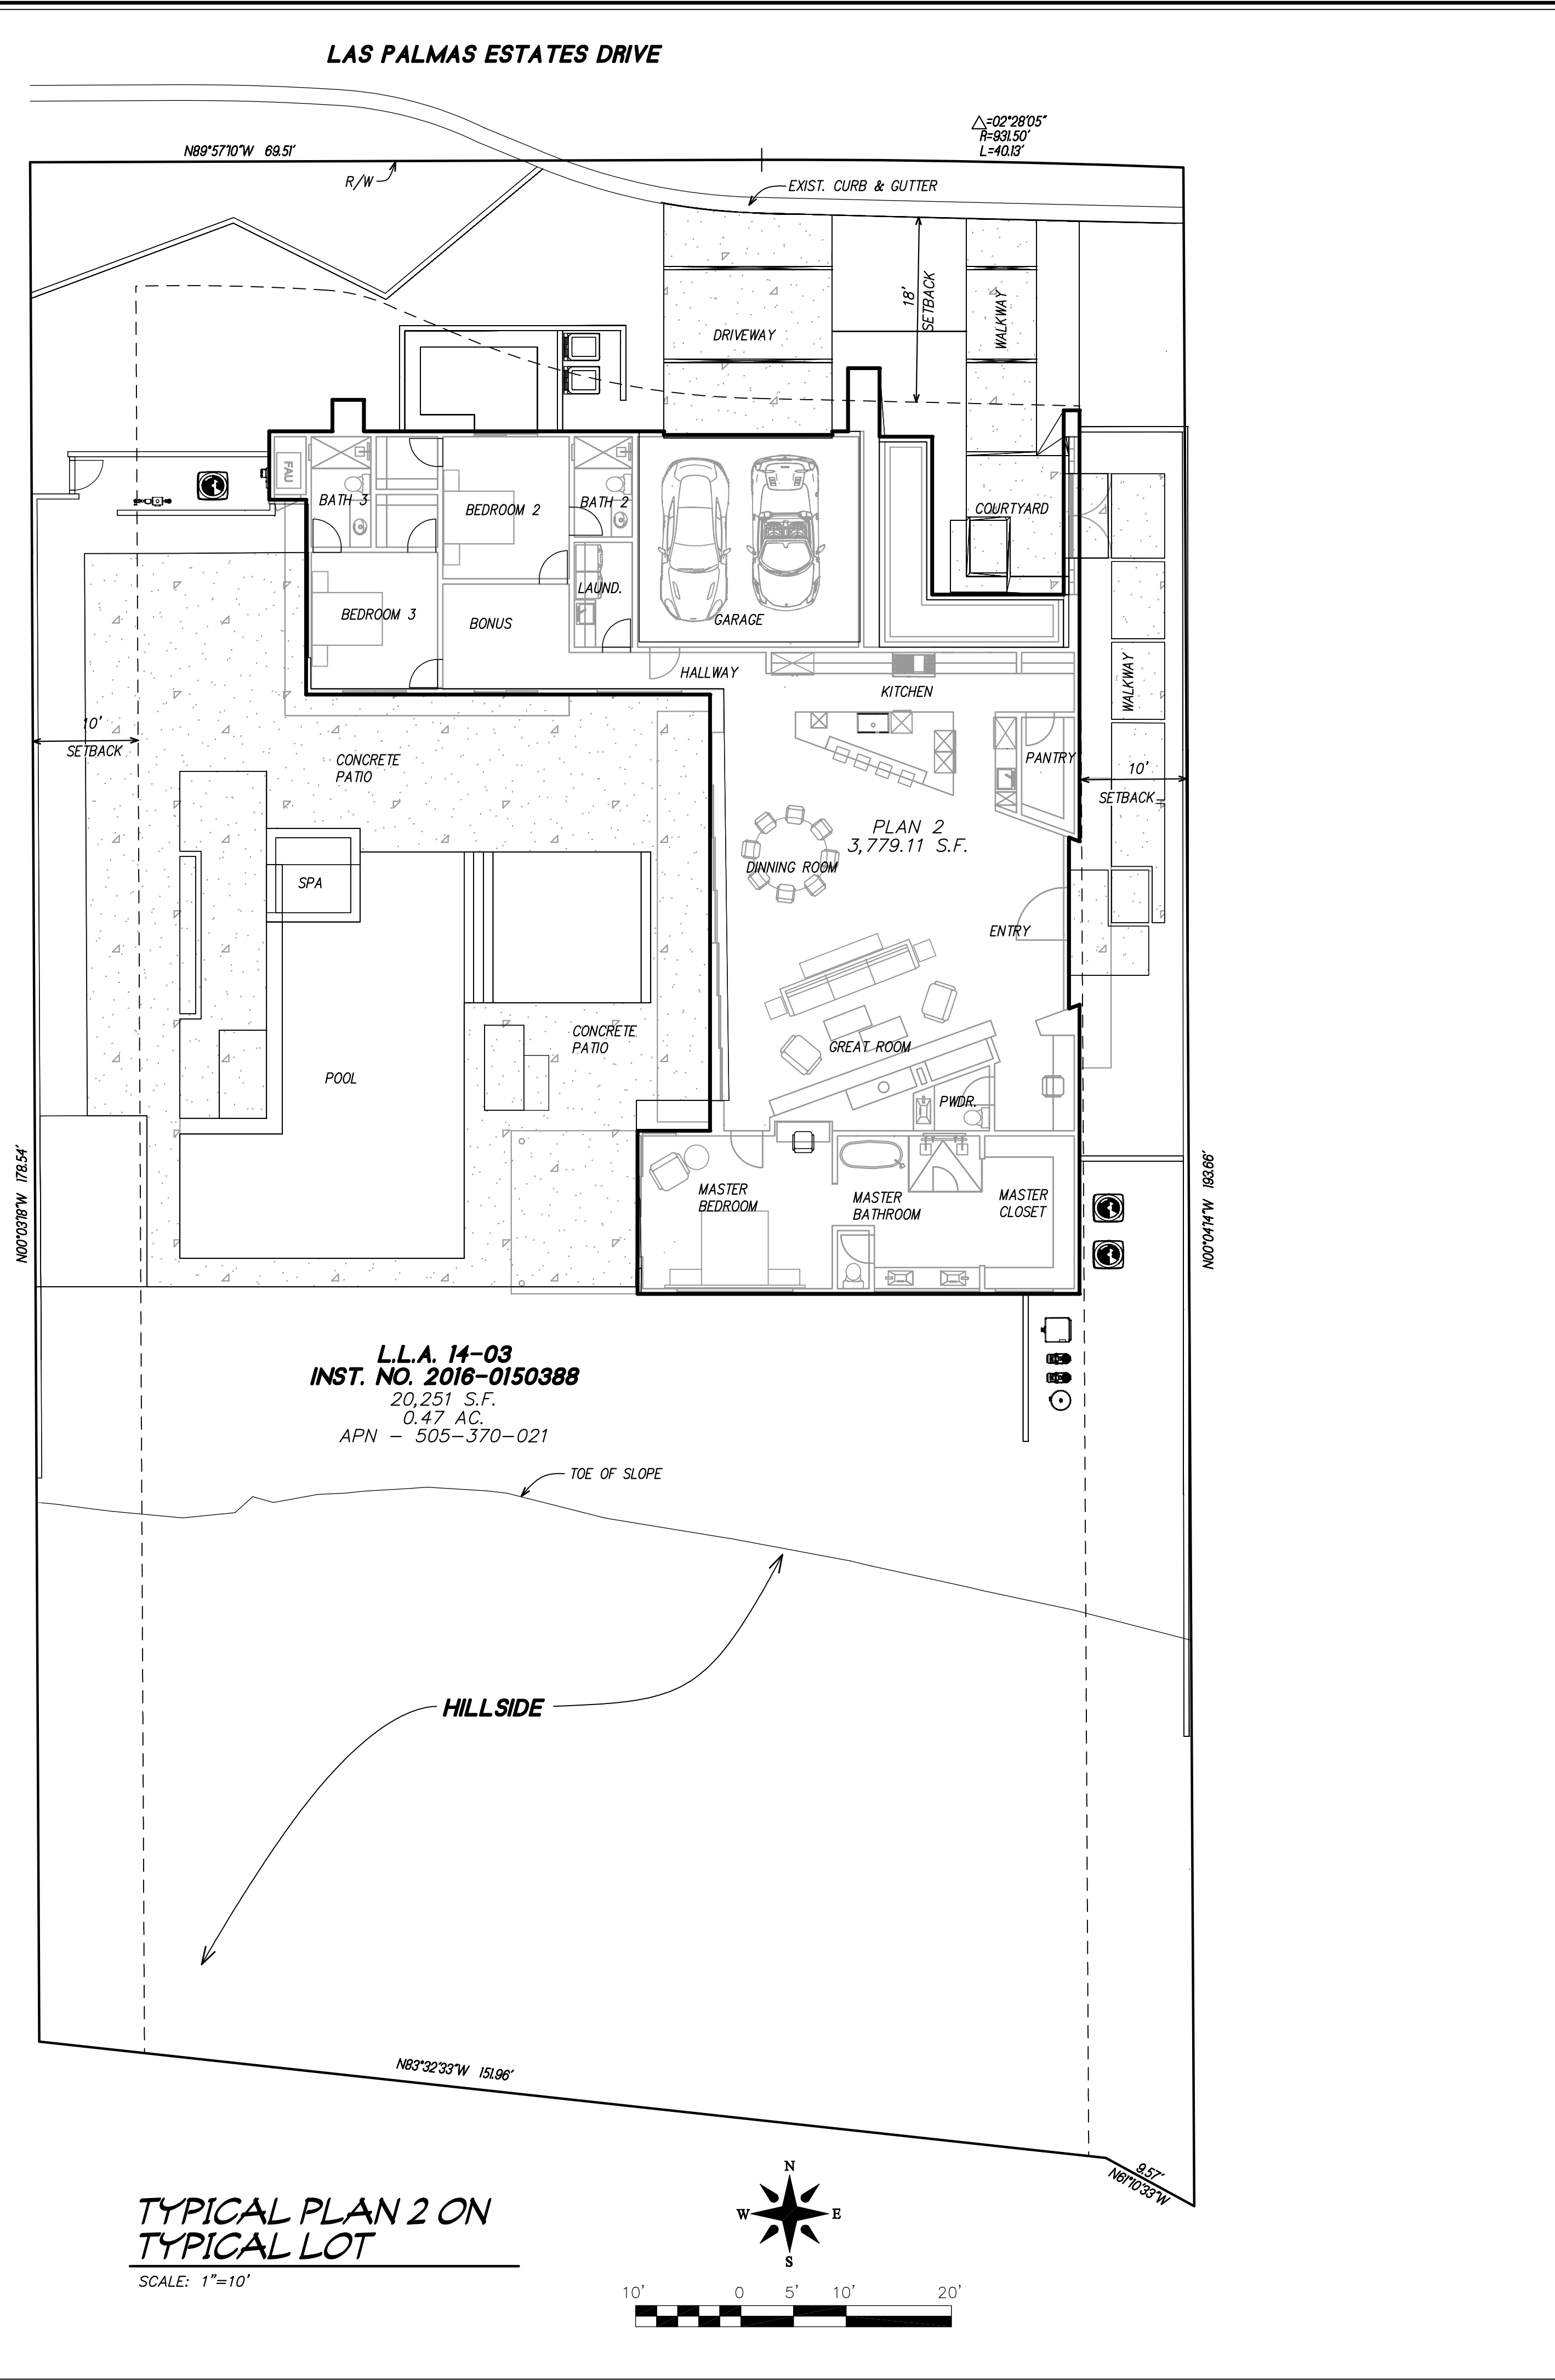 LAS PALMAS ESTATES DRIVE
△=02°28'05"
R=931.50'
L=40.13'
N89°57'10"W 69.51'
R/W
EXIST. CURB & GUTTER
18'
SETBACK
WALKWAY
DRIVEWAY
FAU
BATH 3
BEDROOM 2
BATH 2
COURTYARD
LAUND.
BEDROOM 3
BONUS
GARAGE
HALLWAY
KITCHEN
WALKWAY
10'
SETBACK
CONCRETE
PATIO
PANTRY
10'
SETBACK
PLAN 2
3,779.11 S.F.
DINNING ROOM
SPA
ENTRY
CONCRETE
PATIO
GREAT ROOM
POOL
PWDR.
N00°03'18"W 178.54'
N00°04'14"W 193.66'
MASTER
BEDROOM
MASTER
BATHROOM
MASTER
CLOSET
L.L.A. 14-03
INST. NO. 2016-0150388
20,251 S.F.
0.47 AC.
APN - 505-370-021
TOE OF SLOPE
HILLSIDE
N83°32'33"W 151.96'
9.57'
N61°10'33"W
N
W
E
S
TYPICAL PLAN 2 ON
TYPICAL LOT
SCALE: 1"=10'
10' 0 5' 10' 20'